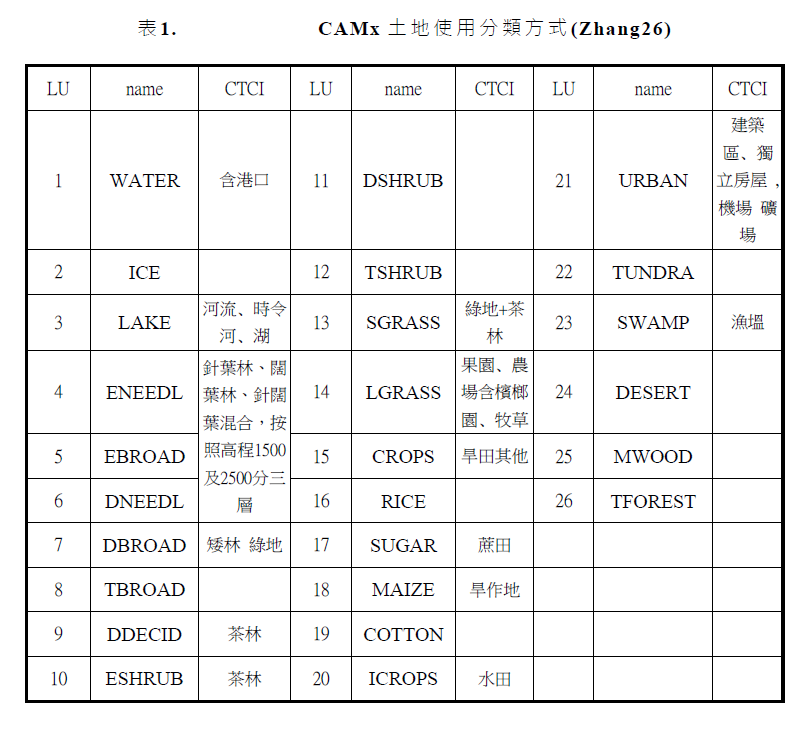 表1. CAMx 土地使用分類方式(Zhang26)
LU name CTCI LU name CTCI LU name CTCI
1 WATER 含港口 11 DSHRUB 21 URBAN 建築區、獨立房屋，機場 礦場
2 ICE 12 TSHRUB 22 TUNDRA
3 LAKE 河流、時令河、湖 13 SGRASS 綠地+茶林 23 SWAMP 漁塭
4 ENEEDL 針葉林、闊葉林、針闊葉混合，按照高程1500及2500分三層 14 LGRASS 果園、農場含檳榔園、牧草 24 DESERT
5 EBROAD 15 CROPS 旱田其他 25 MWOOD
6 DNEEDL 16 RICE 26 TFOREST
7 DBROAD 矮林 綠地 17 SUGAR 蔗田
8 TBROAD 18 MAIZE 旱作地
9 DDECID 茶林 19 COTTON
10 ESHRUB 茶林 20 ICROPS 水田